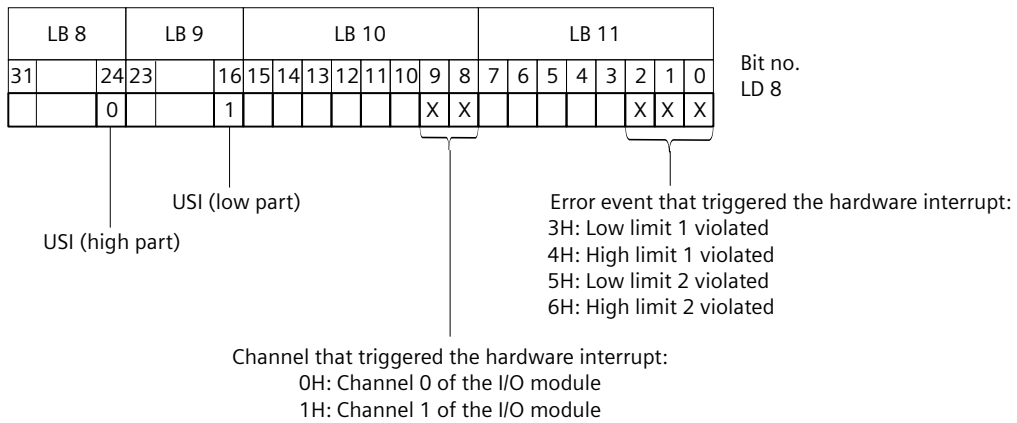 LB 8 LB 9 LB 10 LB 11
31 24 23 16 15 14 13 12 11 10 9 8 7 6 5 4 3 2 1 0 Bit no.
LD 8
0 1 X X X X X
USI (low part)
USI (high part)
Error event that triggered the hardware interrupt:
3H: Low limit 1 violated
4H: High limit 1 violated
5H: Low limit 2 violated
6H: High limit 2 violated
Channel that triggered the hardware interrupt:
0H: Channel 0 of the I/O module
1H: Channel 1 of the I/O module